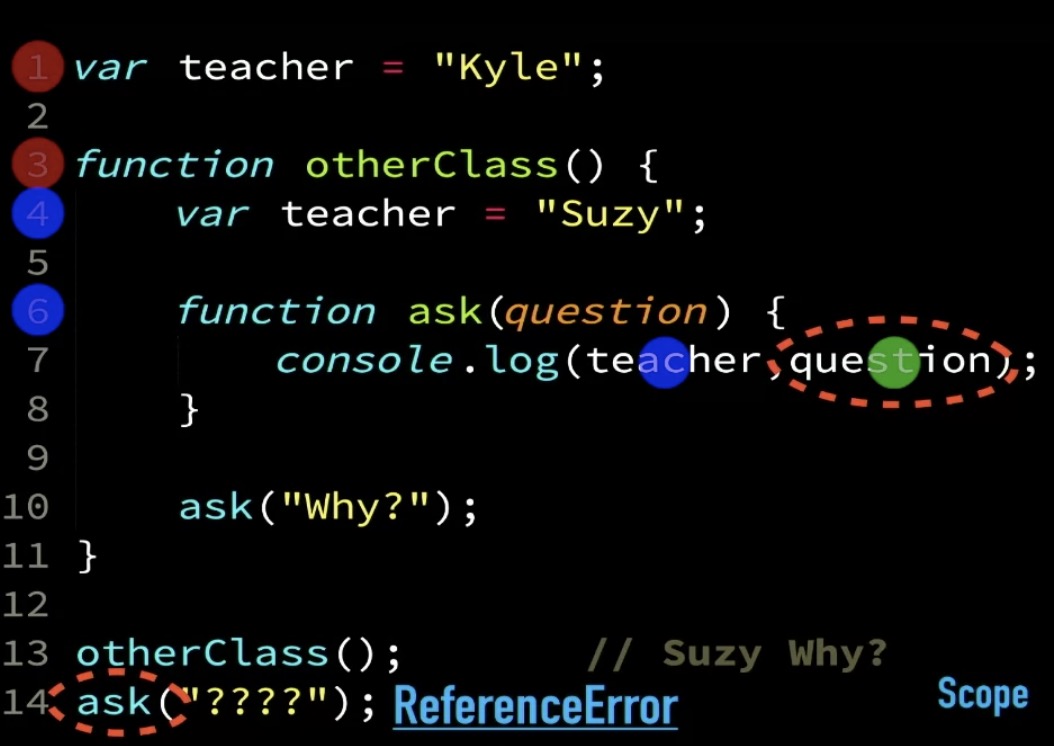 1 var teacher = "Kyle";
2
3 function otherClass() {
4 var teacher = "Suzy";
5
6 function ask(question) {
7 console.log(teacher,question);
8 }
9
10 ask("Why?");
11 }
12
13 otherClass(); // Suzy Why?
14 ask("????"); ReferenceError
Scope